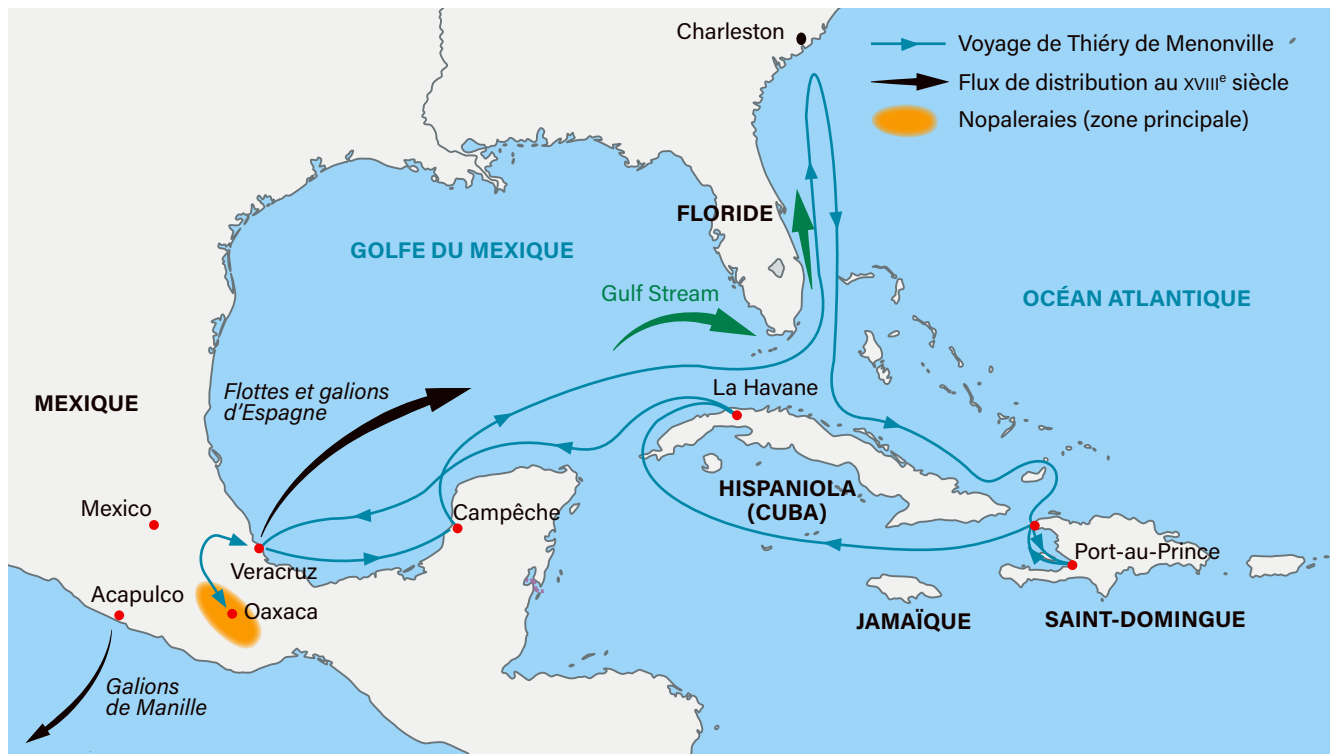 Charleston
Voyage de Thiéry de Menonville
Flux de distribution au XVIIIᵉ siècle
Nopaleraies (zone principale)
FLORIDE
GOLFE DU MEXIQUE
Gulf Stream
OCÉAN ATLANTIQUE
Flottes et galions
d’Espagne
MEXIQUE
La Havane
HISPANIOLA
(CUBA)
Mexico
Campêche
Veracruz
Port-au-Prince
Acapulco
Oaxaca
JAMAÏQUE
SAINT-DOMINGUE
Galions
de Manille